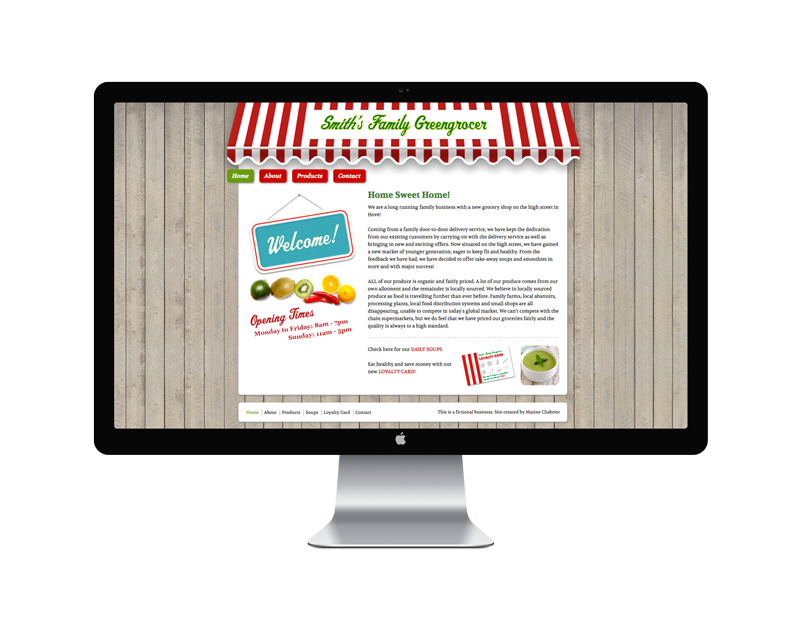 Smith's Family Greengrocer
Home About Products Contact
Welcome!
Opening Times
Monday to Friday: 8am - 7pm
Sunday: 11am - 5pm
Home Sweet Home!
We are a long running family business with a new grocery shop on the high street in
Hove!
Coming from a family door-to-door delivery service, we have kept the dedication
from our existing customers by carrying on with the delivery service as well as
bringing in new and exciting offers. Now situated on the high street, we have gained
a new market of younger generation, eager to keep fit and healthy. From the
feedback we have had, we have decided to offer take-away soups and smoothies in
store and with major success!
ALL of our produce is organic and fairly priced. A lot of our produce comes from our
own allotment and the remainder is locally sourced. We believe in locally sourced
produce as food is travelling further than ever before. Family farms, local abatoirs,
processing plants, local food distribution systems and small shops are all
disappearing, unable to compete in today's global market. We can't compete with the
chain supermarkets, but we do feel that we have priced our groceries fairly and the
quality is always to a high standard.
Check here for our DAILY SOUPS
Eat healthy and save money with our
new LOYALTY CARD!
LOYALTY CARD
Home About Products Soups Loyalty Card Contact
This is a fictional business. Site created by Maxine Chabrier